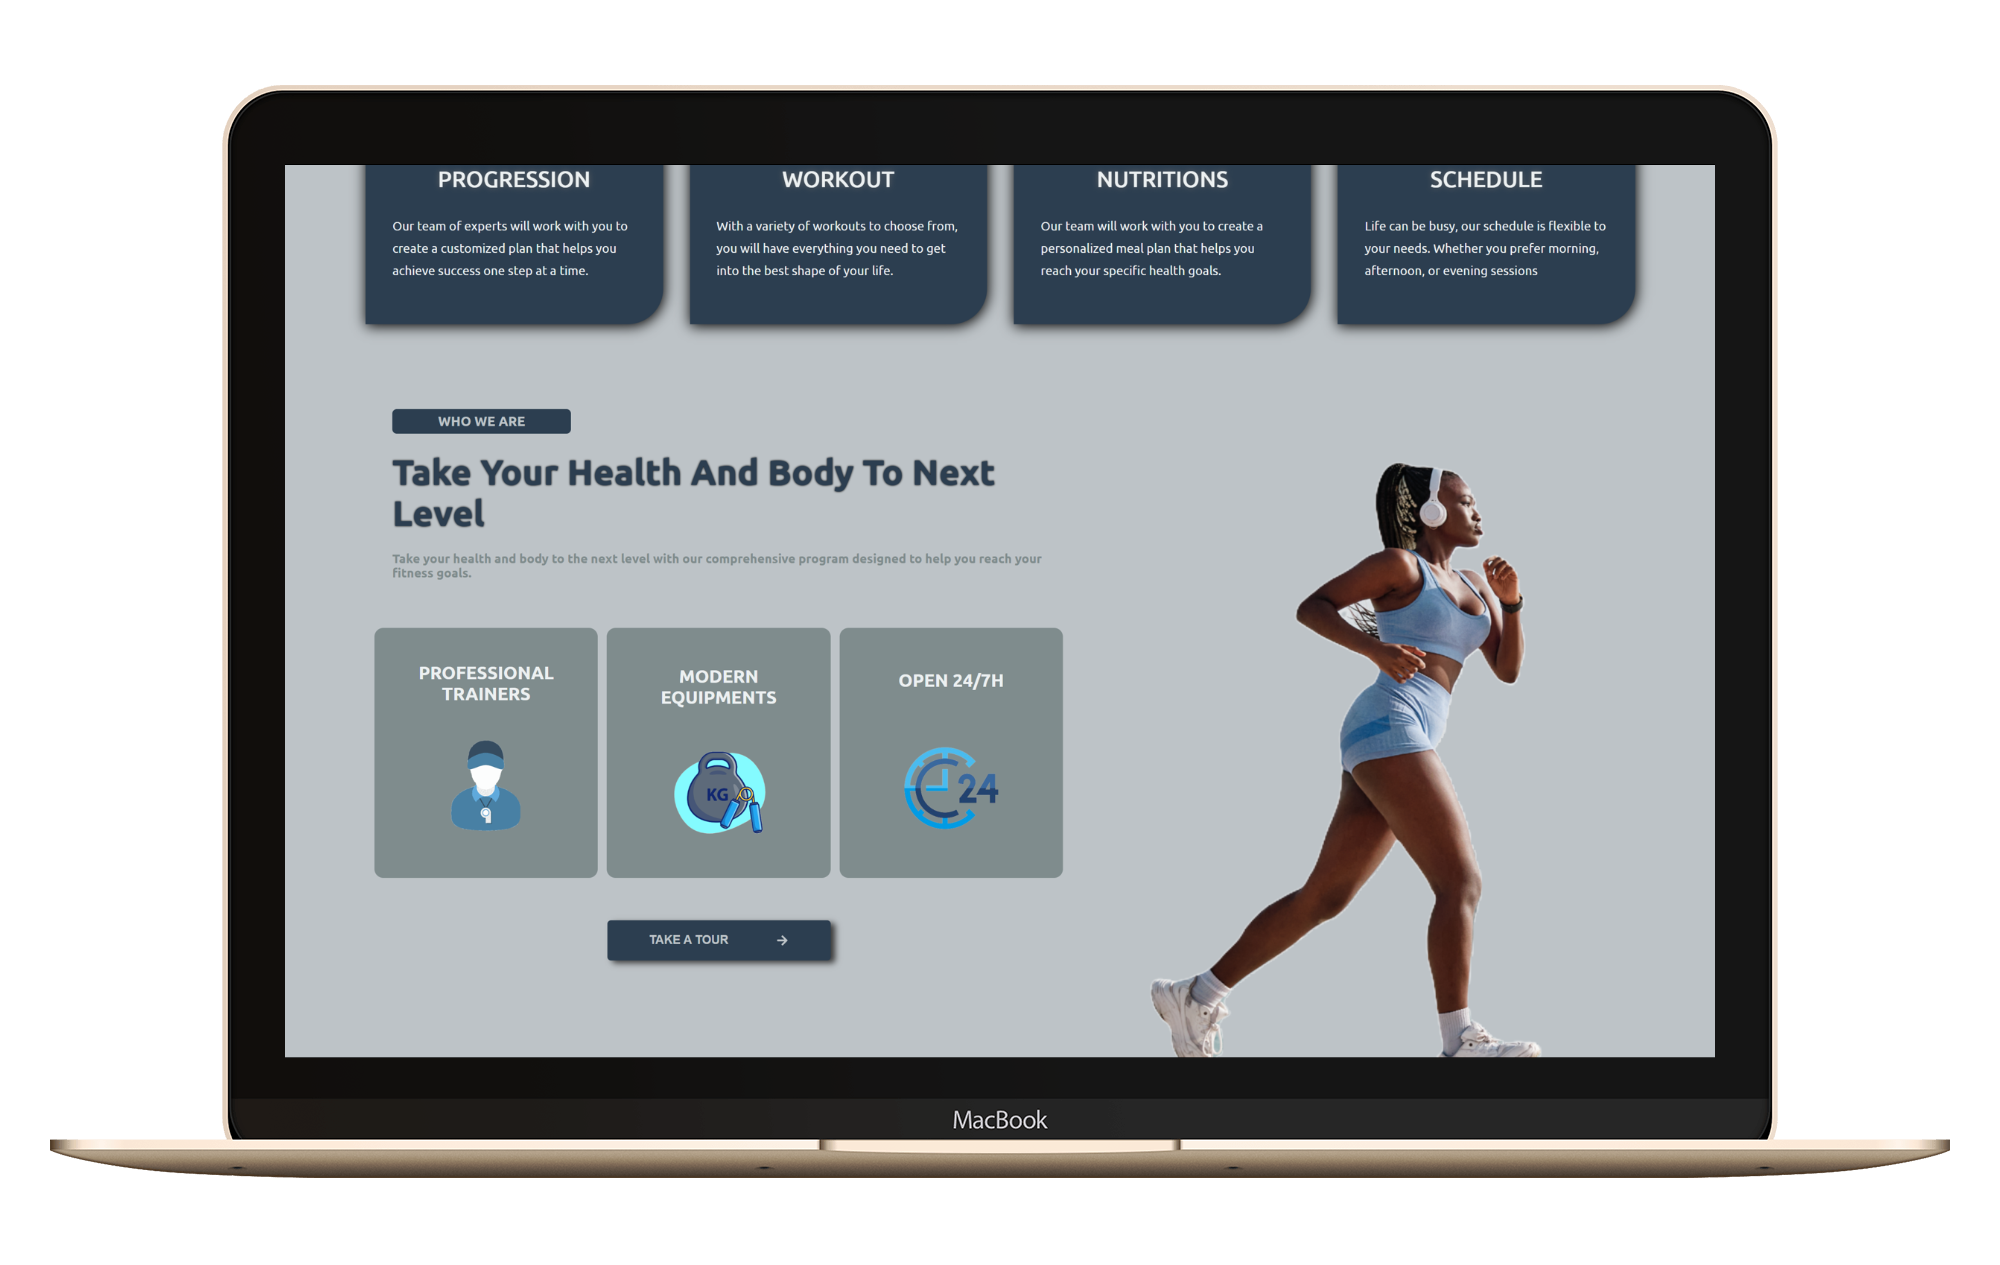 PROGRESSION
Our team of experts will work with you to
create a customized plan that helps you
achieve success one step at a time.
WORKOUT
With a variety of workouts to choose from,
you will have everything you need to get
into the best shape of your life.
NUTRITIONS
Our team will work with you to create a
personalized meal plan that helps you
reach your specific health goals.
SCHEDULE
Life can be busy, our schedule is flexible to
your needs. Whether you prefer morning,
afternoon, or evening sessions
WHO WE ARE
Take Your Health And Body To Next
Level
Take your health and body to the next level with our comprehensive program designed to help you reach your
fitness goals.
PROFESSIONAL
TRAINERS
MODERN
EQUIPMENTS
KG
OPEN 24/7H
24
TAKE A TOUR
MacBook